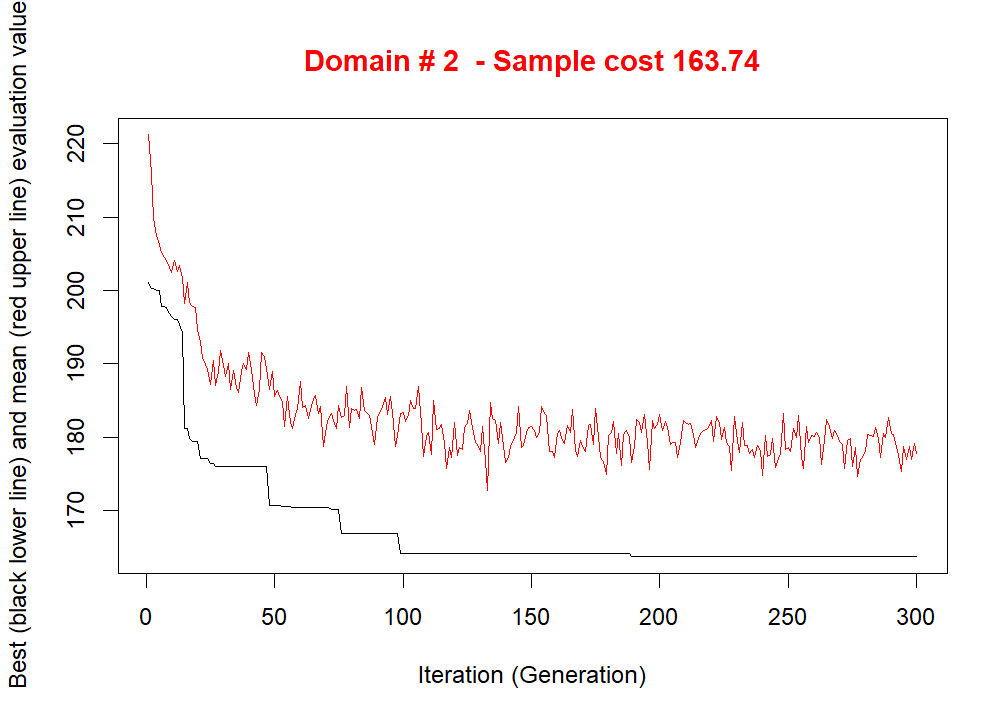 Domain # 2  - Sample cost 163.74
Best (black lower line) and mean (red upper line) evaluation value
220
210
200
190
180
170
0 50 100 150 200 250 300
Iteration (Generation)